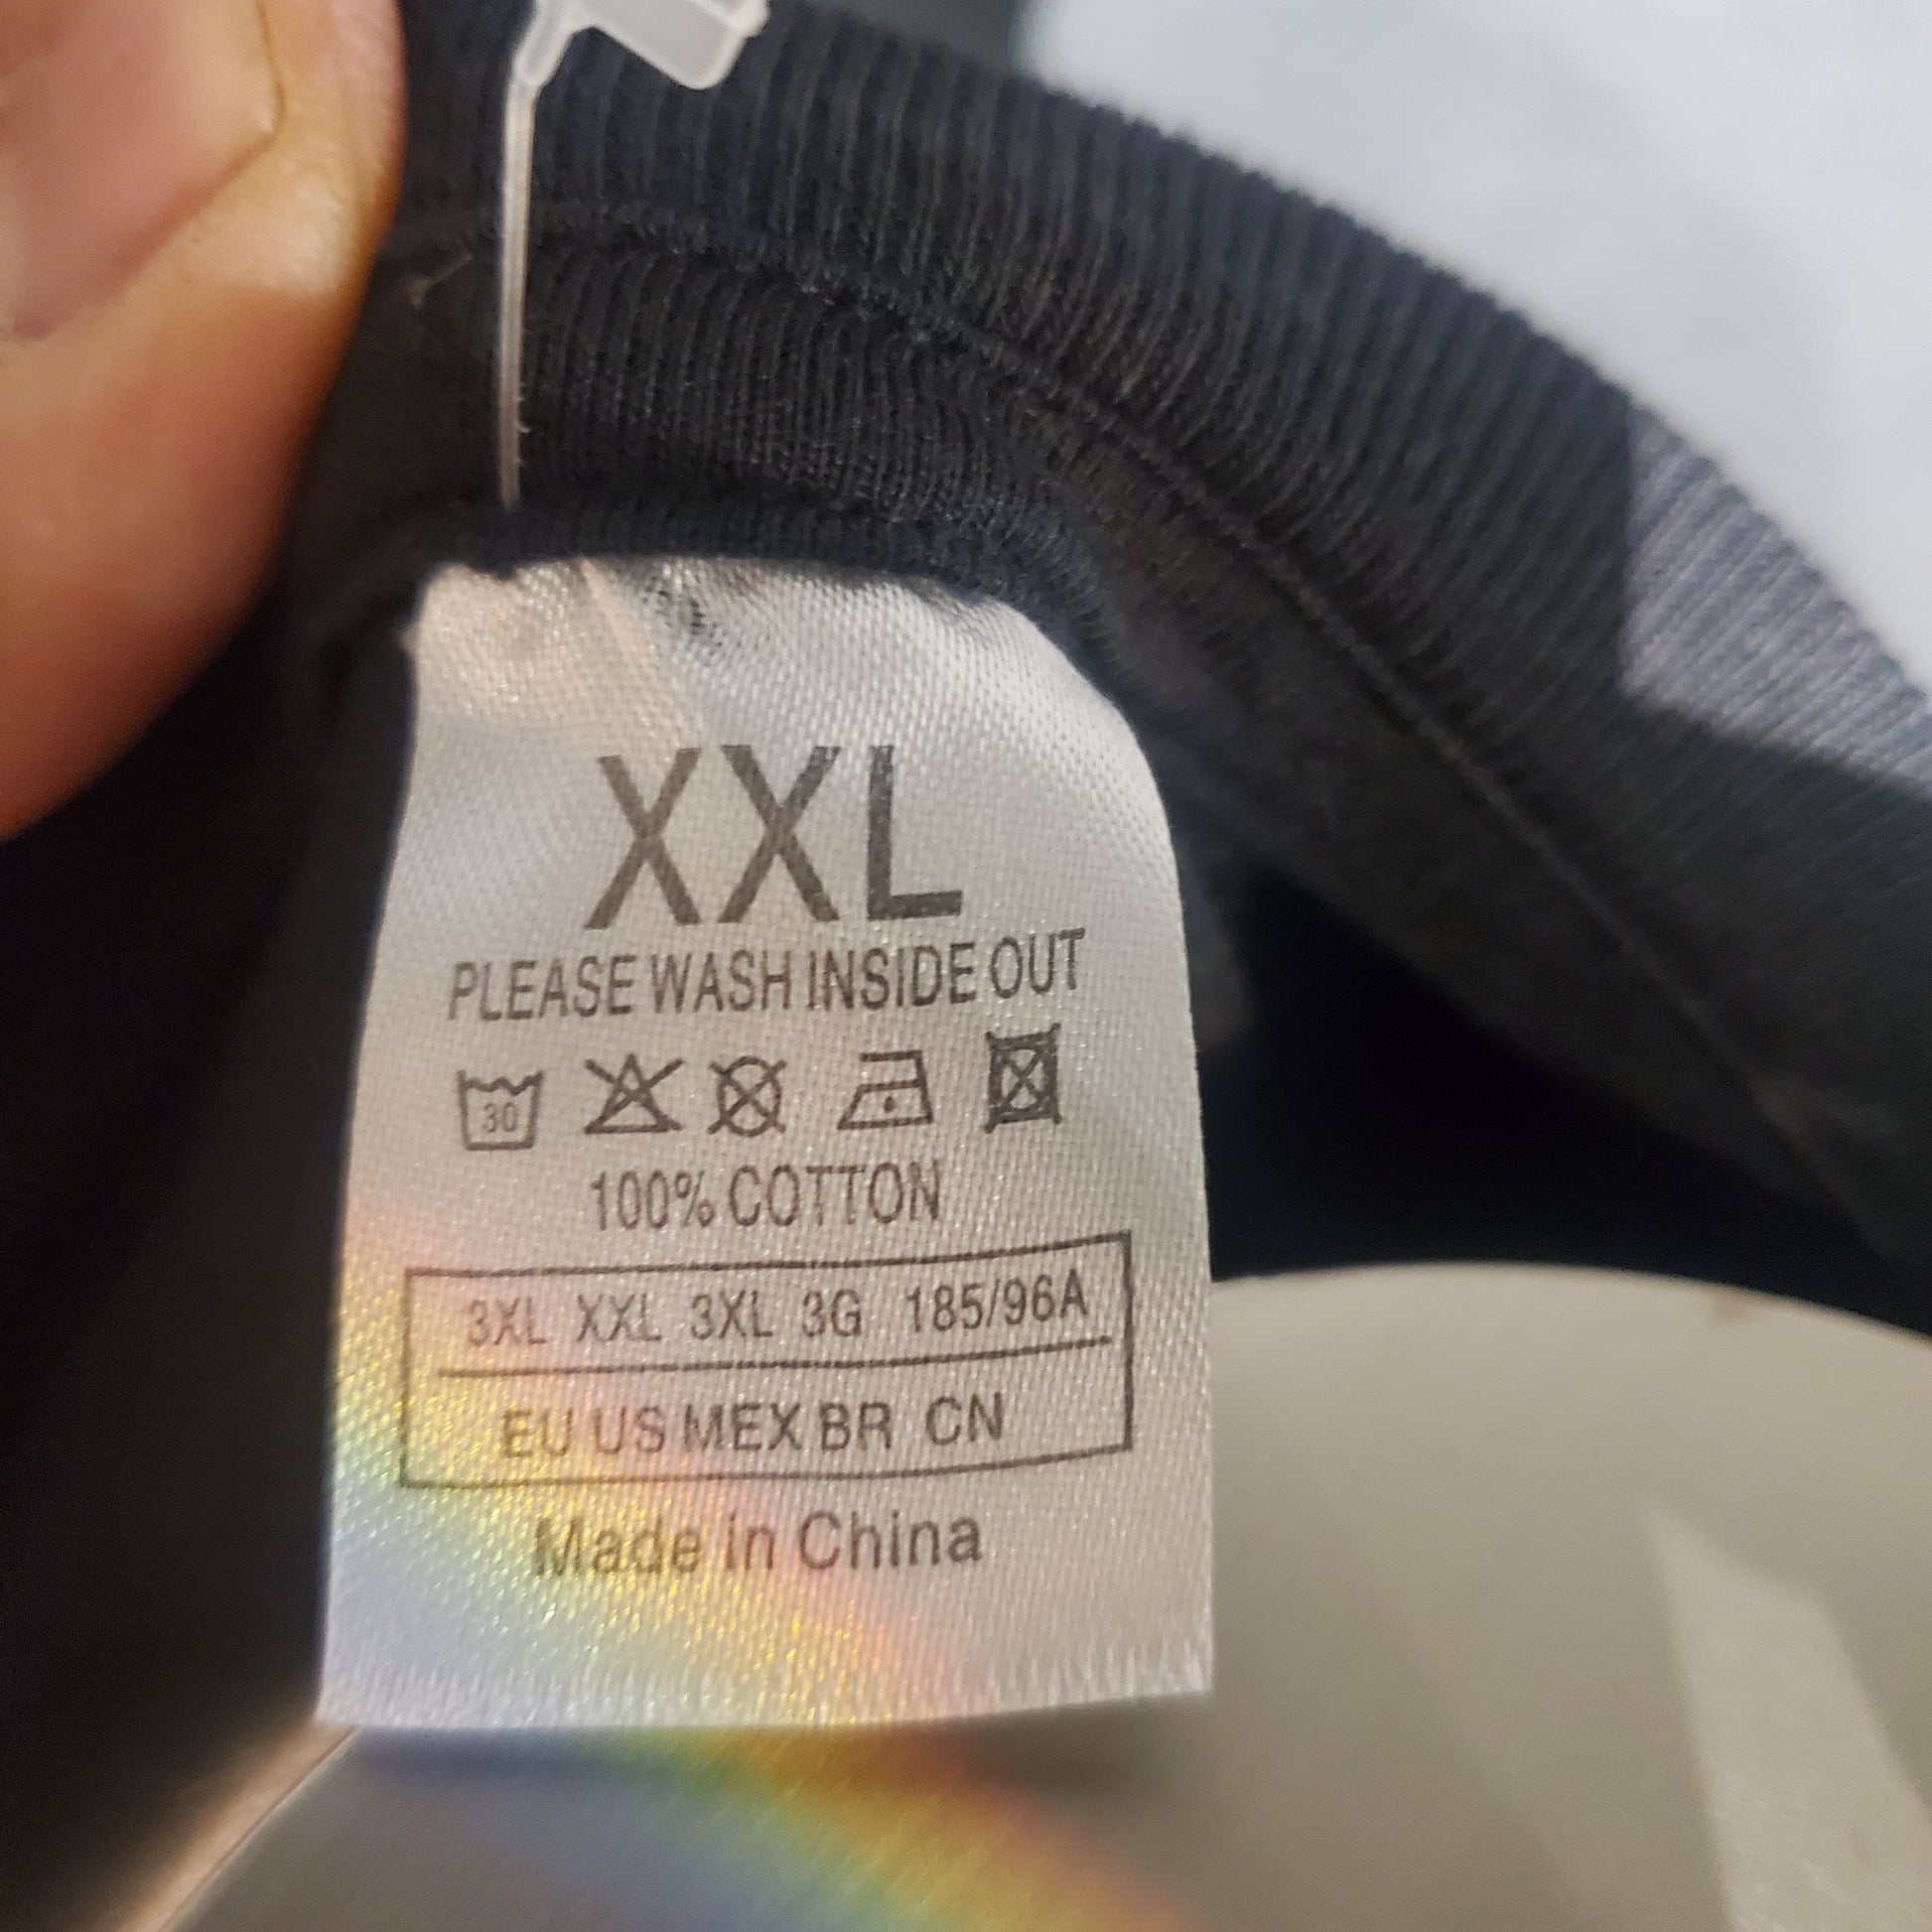 XXL
PLEASE WASH INSIDE OUT
30
100% COTTON
3XL XXL 3XL 3G 185/96A
EU US MEX BR CN
Made in China